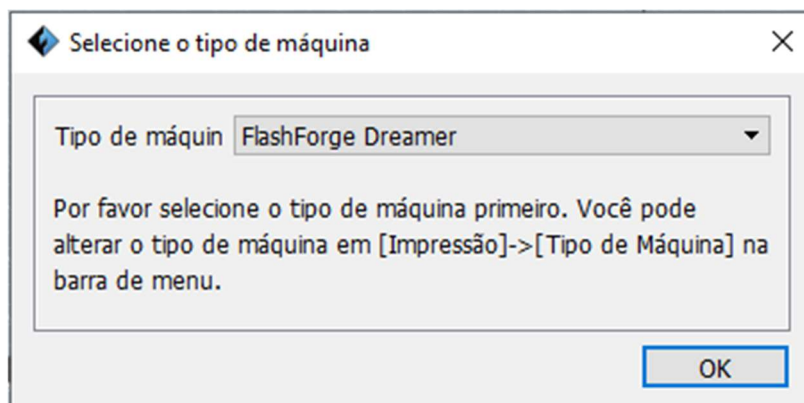 Selecione o tipo de máquina
Tipo de máquin FlashForge Dreamer
Por favor selecione o tipo de máquina primeiro. Você pode
alterar o tipo de máquina em [Impressão]->[Tipo de Máquina] na
barra de menu.
OK